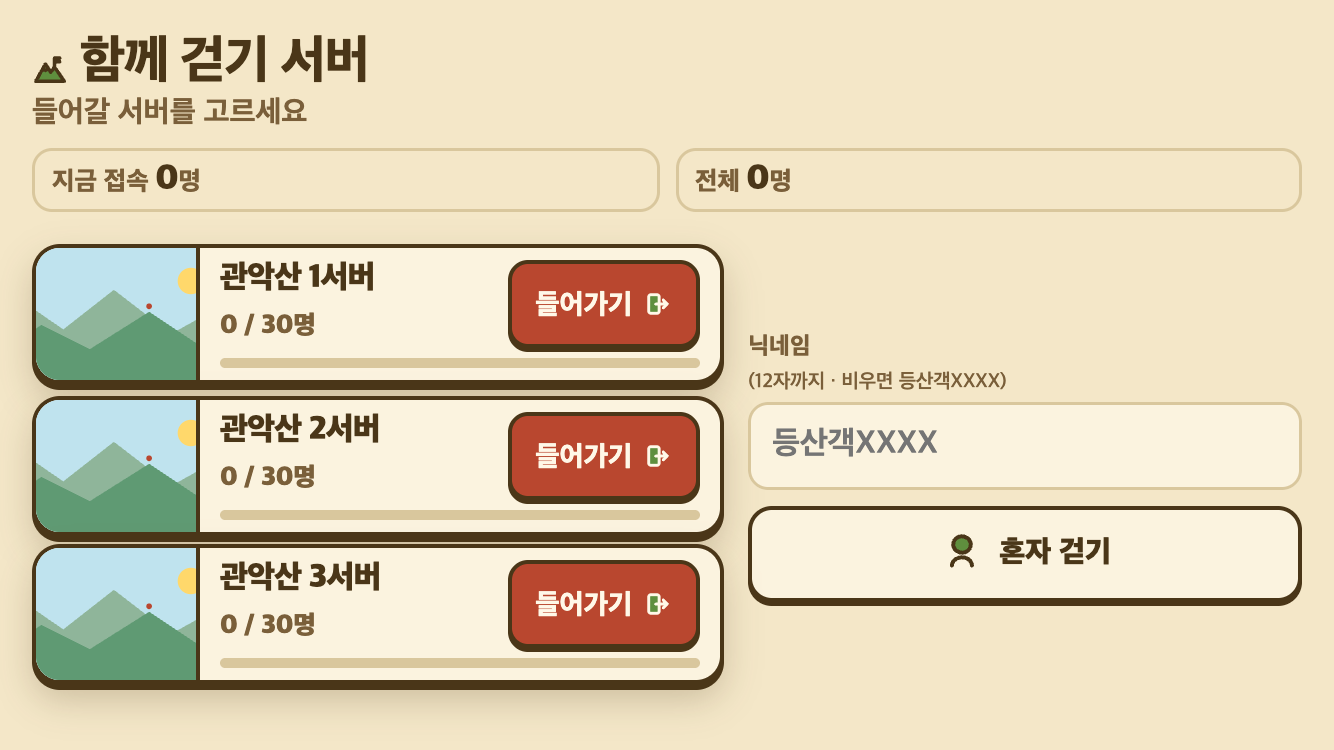 함께 걷기 서버
들어갈 서버를 고르세요
지금 접속 0명
전체 0명
관악산 1서버
0 / 30명
들어가기
관악산 2서버
0 / 30명
들어가기
관악산 3서버
0 / 30명
들어가기
닉네임
(12자까지 · 비우면 등산객XXXX)
등산객XXXX
혼자 걷기